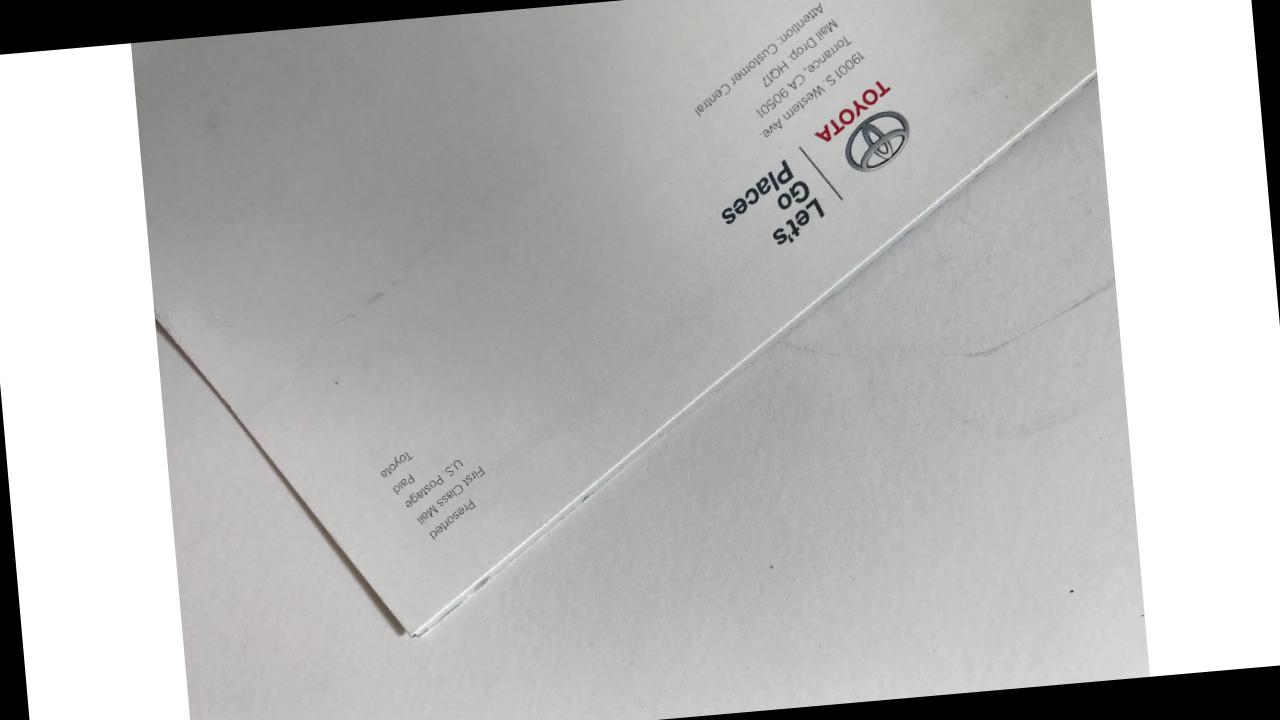 TOYOTA
Let's
Go
Places
19001 S. Western Ave.
Torrance, CA 90501
Mail Drop: HQ17
Attention: Customer Central
Presorted
First Class Mail
U.S. Postage
Paid
Toyota